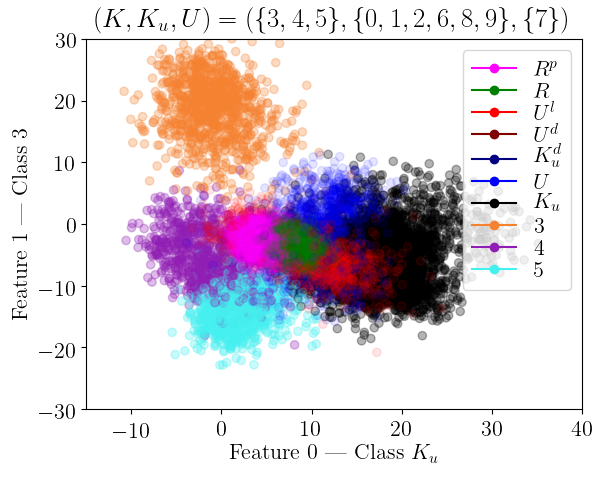 (K, K_u, U) = ({3, 4, 5}, {0, 1, 2, 6, 8, 9}, {7})
30
20
10
0
−10
−20
−30
Feature 1 — Class 3
R^p
R
U^l
U^d
K_u^d
U
K_u
3
4
5
−10 0 10 20 30 40
Feature 0 — Class K_u